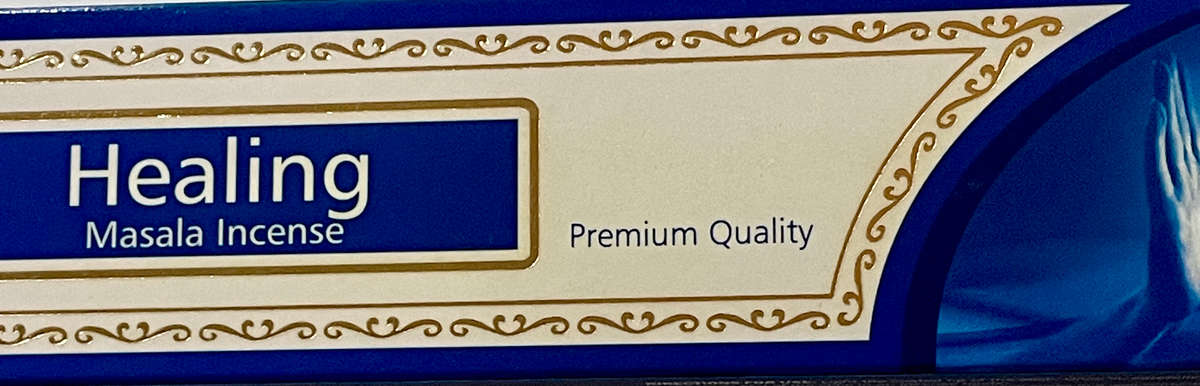 Healing
Masala Incense
Premium Quality